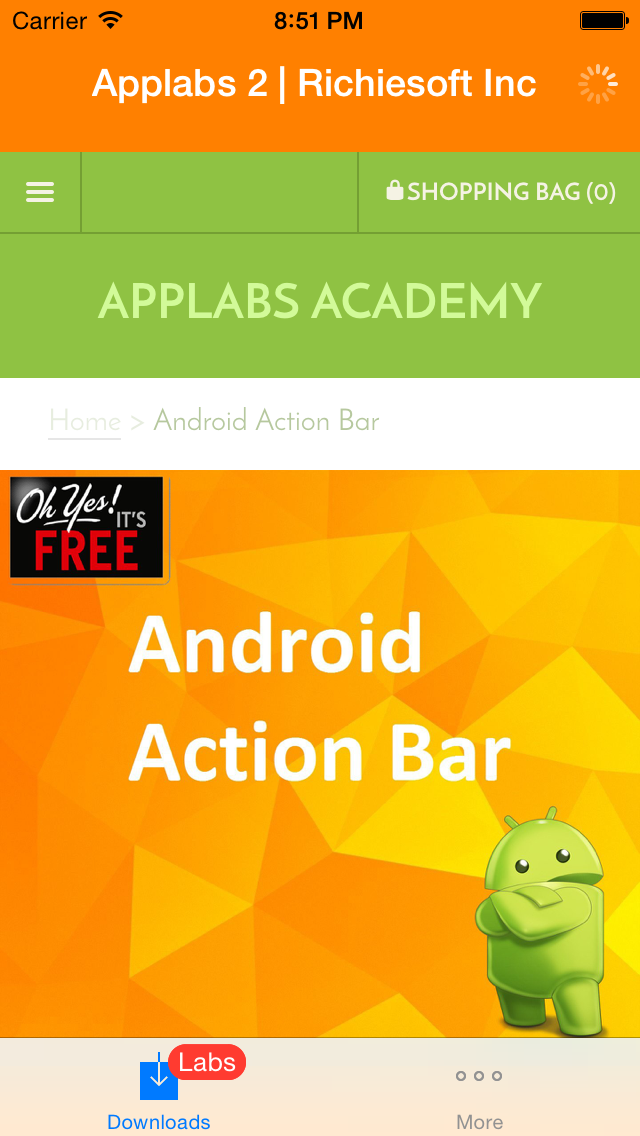 Carrier 8:51 PM
Applabs 2 | Richiesoft Inc
SHOPPING BAG (0)
APPLABS ACADEMY
Home > Android Action Bar
Oh Yes!
IT'S
FREE
Android
Action Bar
Labs
Downloads More